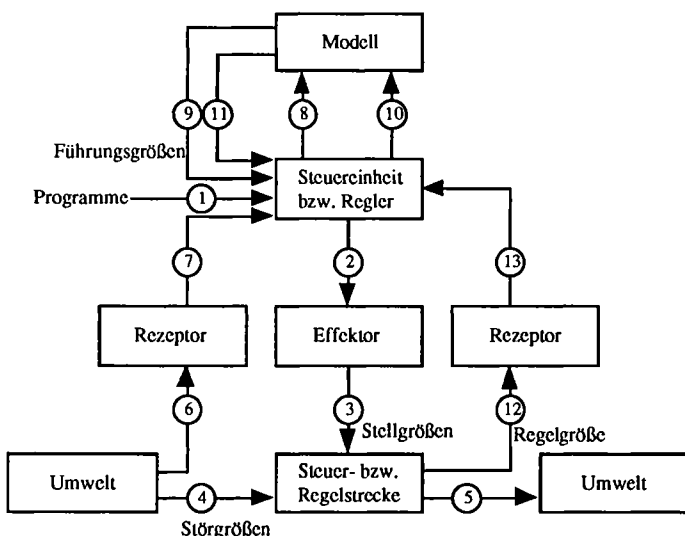 Modell
9
11
8
10
Führungsgrößen
Programme
1
Steuereinheit
bzw. Regler
7
2
13
Rezeptor
Effektor
Rezeptor
6
3
12
Stellgrößen
Regelgröße
Umwelt
4
Steuer- bzw.
Regelstrecke
5
Umwelt
Störgrößen